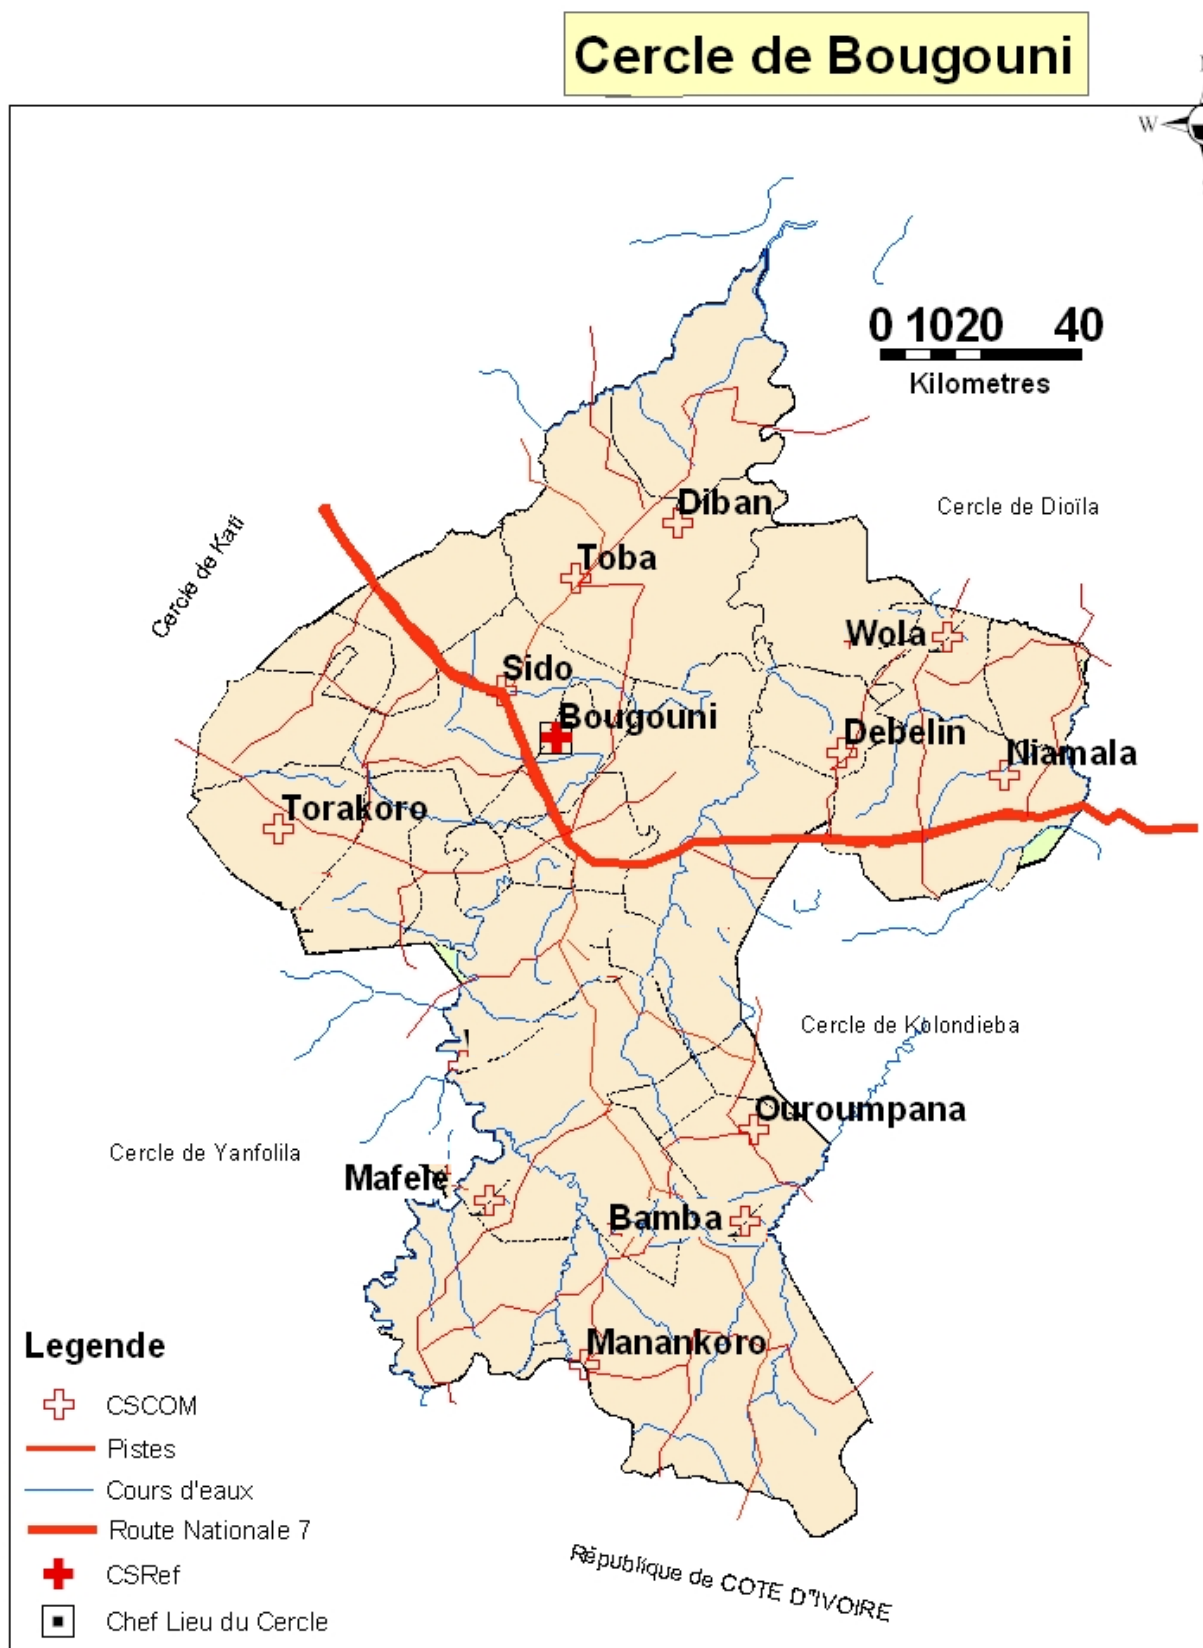 Cercle de Bougouni
W
0 10 20 40
Kilometres
Diban
Cercle de Dioïla
Cercle de Kati
Toba
Wola
Sido
Bougouni
Debelin
Niamala
Torakoro
Cercle de Kolondieba
Ouroumpana
Cercle de Yanfolila
Mafele
Bamba
Manankoro
Legende
CSCOM
Pistes
Cours d'eaux
Route Nationale 7
CSRef
Chef Lieu du Cercle
République de COTE D"IVOIRE